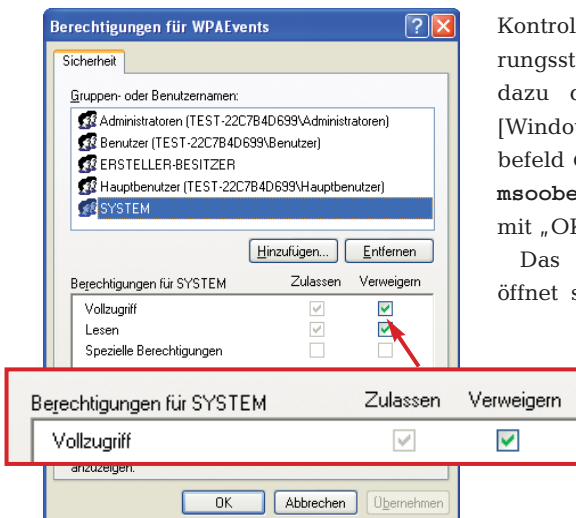 Berechtigungen für WPAEvents
Sicherheit
Gruppen- oder Benutzernamen:
Administratoren (TEST-22C7B4D699\Administratoren)
Benutzer (TEST-22C7B4D699\Benutzer)
ERSTELLER-BESITZER
Hauptbenutzer (TEST-22C7B4D699\Hauptbenutzer)
SYSTEM
Hinzufügen... Entfernen
Berechtigungen für SYSTEM Zulassen Verweigern
Vollzugriff
Lesen
Spezielle Berechtigungen
Berechtigungen für SYSTEM Zulassen Verweigern
Vollzugriff
anzuzeigen.
OK Abbrechen Übernehmen
Kontrol
rungsst
dazu
[Windo
befeld
msoobe
mit „OK
Das
öffnet s